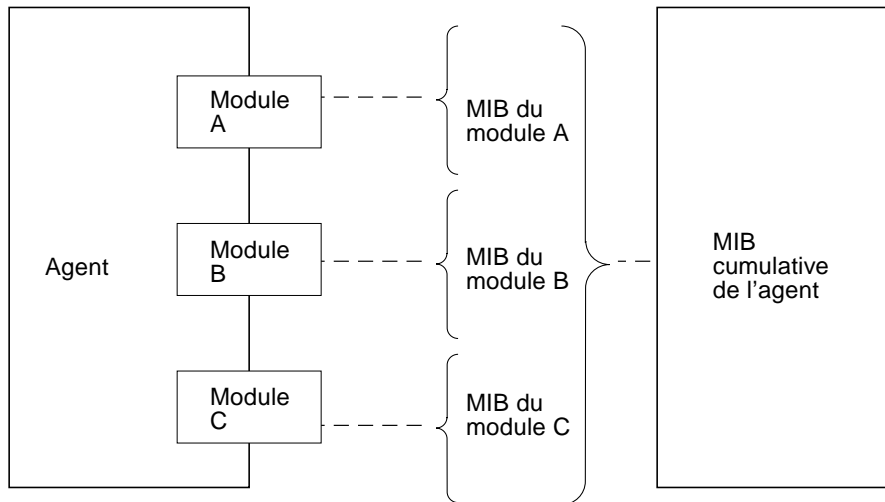 Agent
Module
A
Module
B
Module
C
MIB du
module A
MIB du
module B
MIB du
module C
MIB
cumulative
de l'agent